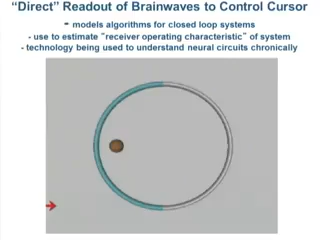 “Direct” Readout of Brainwaves to Control Cursor
- models algorithms for closed loop systems
- use to estimate “receiver operating characteristic” of system
- technology being used to understand neural circuits chronically